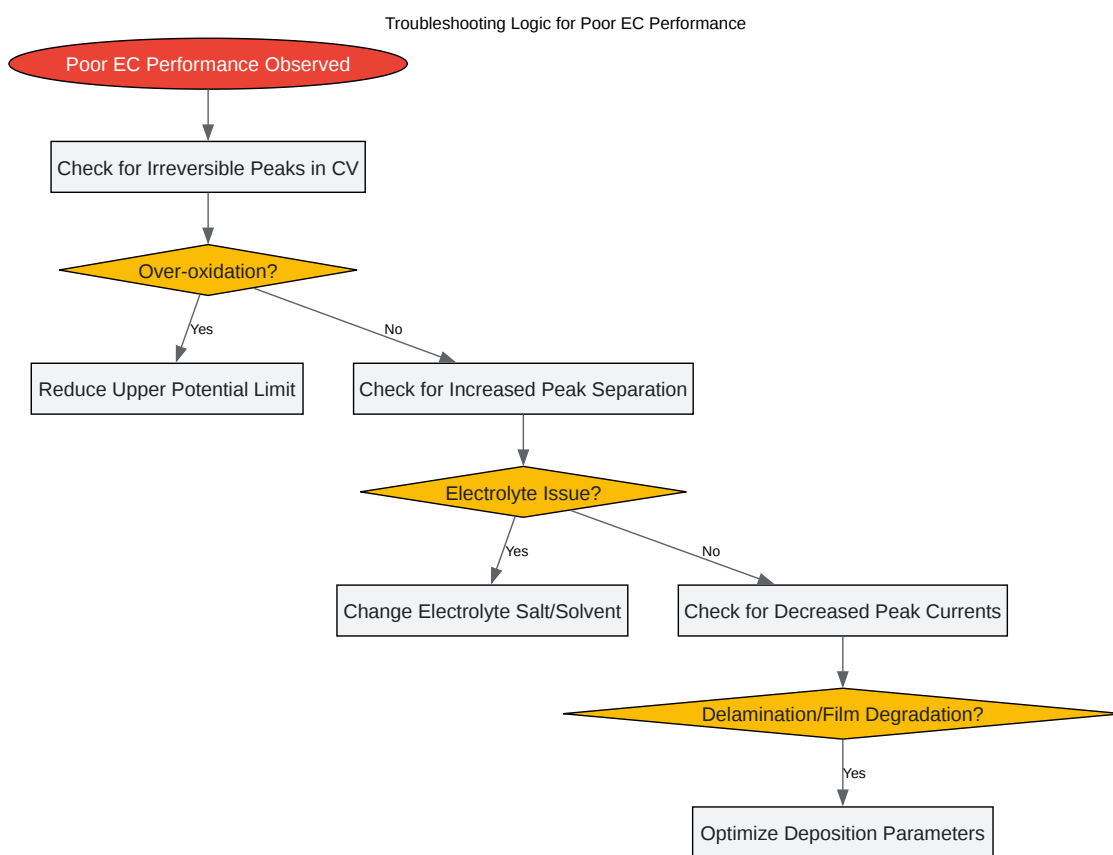 Troubleshooting Logic for Poor EC Performance
Poor EC Performance Observed
Check for Irreversible Peaks in CV
Over-oxidation?
Yes
No
Reduce Upper Potential Limit
Check for Increased Peak Separation
Electrolyte Issue?
Yes
No
Change Electrolyte Salt/Solvent
Check for Decreased Peak Currents
Delamination/Film Degradation?
Yes
Optimize Deposition Parameters